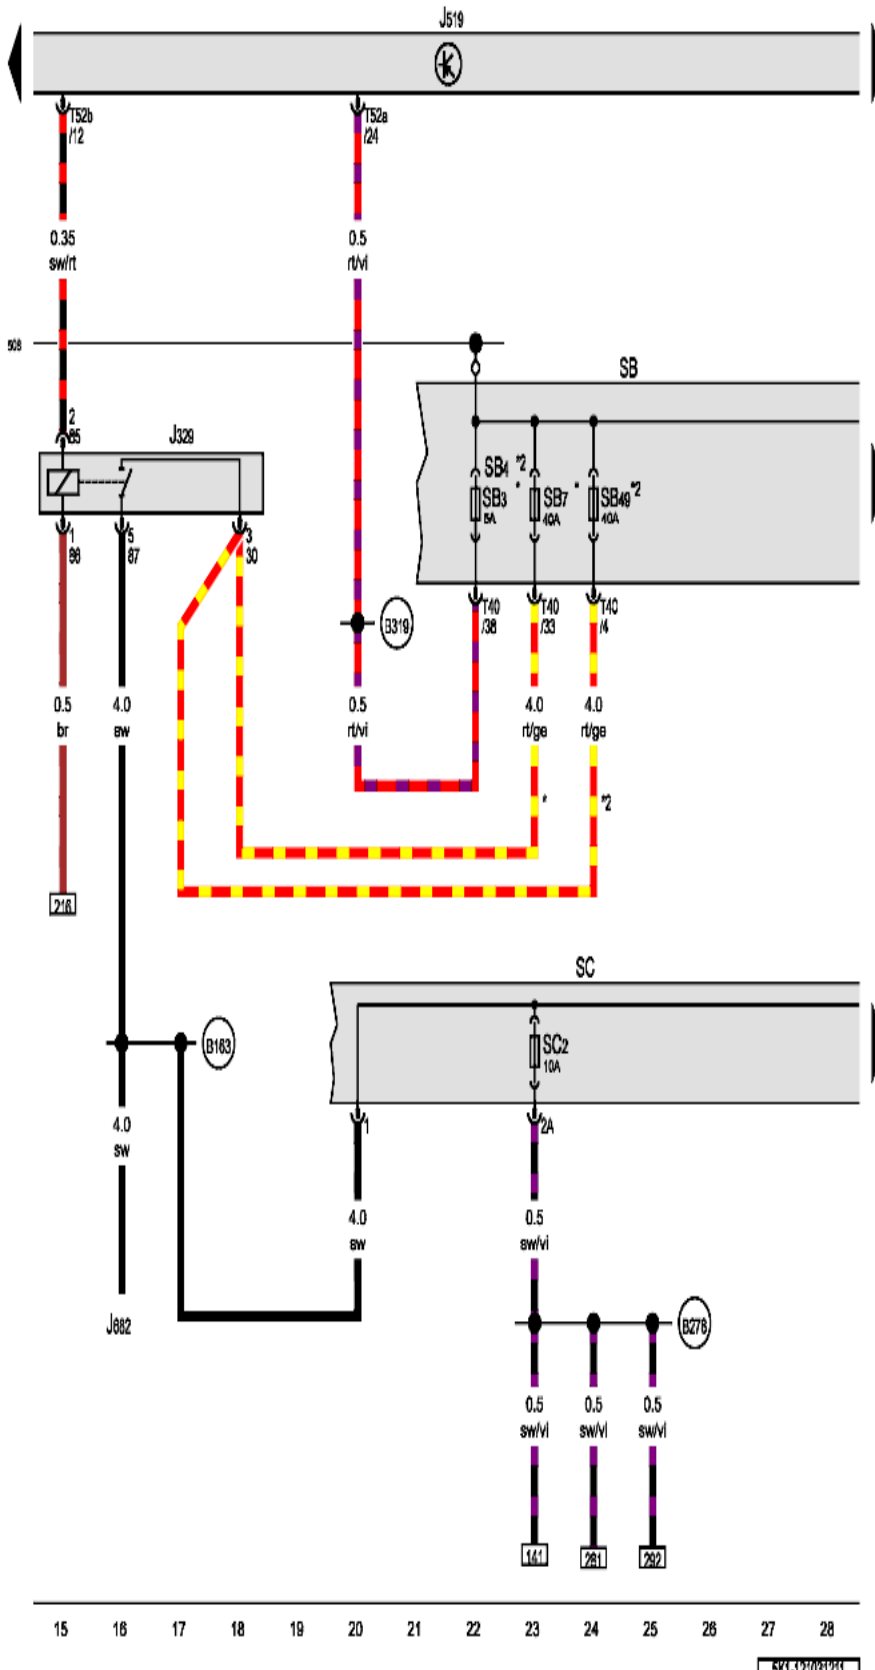 J519
T52b
/12
T52a
/24
0.35
sw/rt
0.5
rt/vi
508
2
85
J329
SB
SB4 *2
SB3 *
5A
SB7 *
40A
SB49 *2
40A
1
86
5
87
3
30
T40
/38
T40
/33
T40
/4
B319
0.5
br
4.0
sw
0.5
rt/vi
4.0
rt/ge
4.0
rt/ge
*
*2
216
SC
SC2
10A
B163
4.0
sw
1
2A
4.0
sw
0.5
sw/vi
J682
B278
0.5
sw/vi
0.5
sw/vi
0.5
sw/vi
141
281
292
15 16 17 18 19 20 21 22 23 24 25 26 27 28